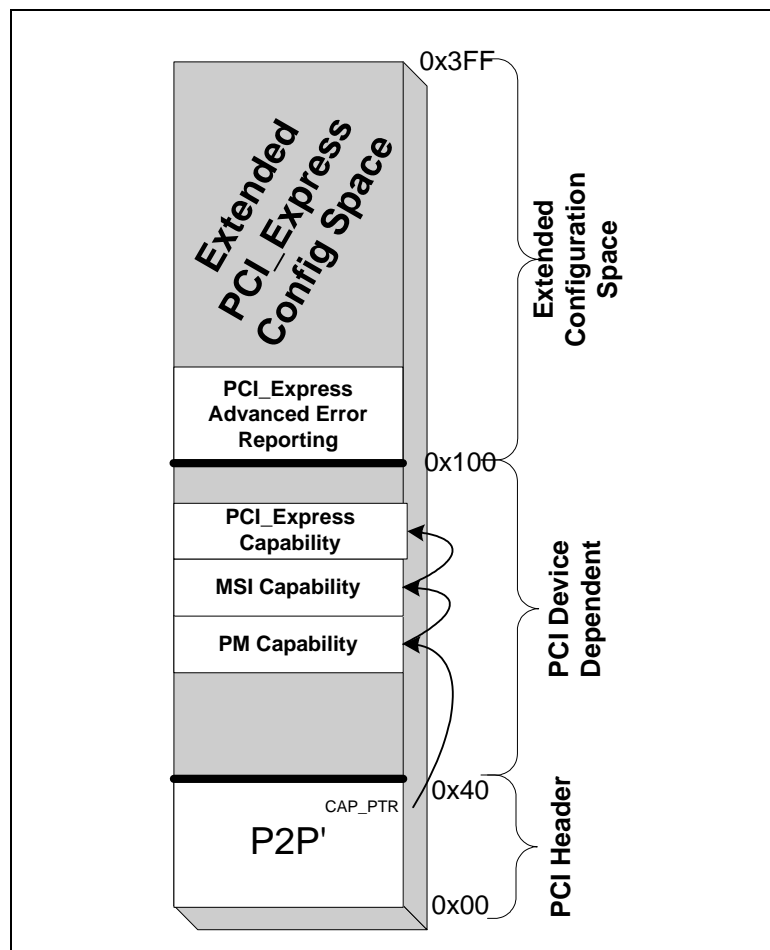 0x3FF
Extended
PCI_Express
Config Space
Extended
Configuration
Space
PCI_Express
Advanced Error
Reporting
0x100
PCI_Express
Capability
MSI Capability
PM Capability
PCI Device
Dependent
0x40
CAP_PTR
P2P'
PCI Header
0x00